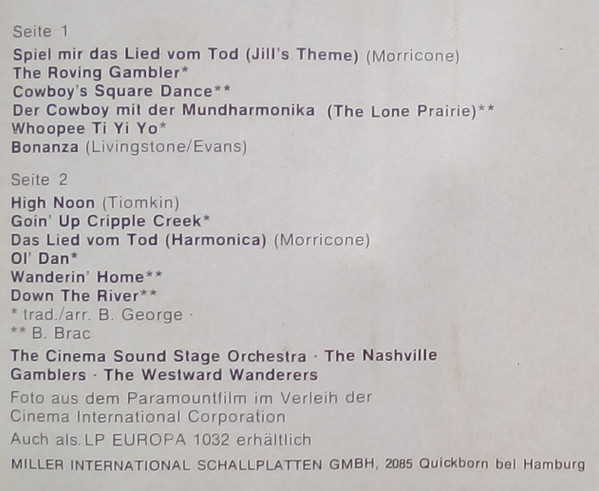 Seite 1
Spiel mir das Lied vom Tod (Jill's Theme) (Morricone)
The Roving Gambler*
Cowboy's Square Dance**
Der Cowboy mit der Mundharmonika (The Lone Prairie)**
Whoopee Ti Yi Yo*
Bonanza (Livingstone/Evans)
Seite 2
High Noon (Tiomkin)
Goin' Up Cripple Creek*
Das Lied vom Tod (Harmonica) (Morricone)
Ol' Dan*
Wanderin' Home**
Down The River**
* trad./arr. B. George ·
** B. Brac
The Cinema Sound Stage Orchestra · The Nashville
Gamblers · The Westward Wanderers
Foto aus dem Paramountfilm im Verleih der
Cinema International Corporation
Auch als LP EUROPA 1032 erhältlich
MILLER INTERNATIONAL SCHALLPLATTEN GMBH, 2085 Quickborn bei Hamburg